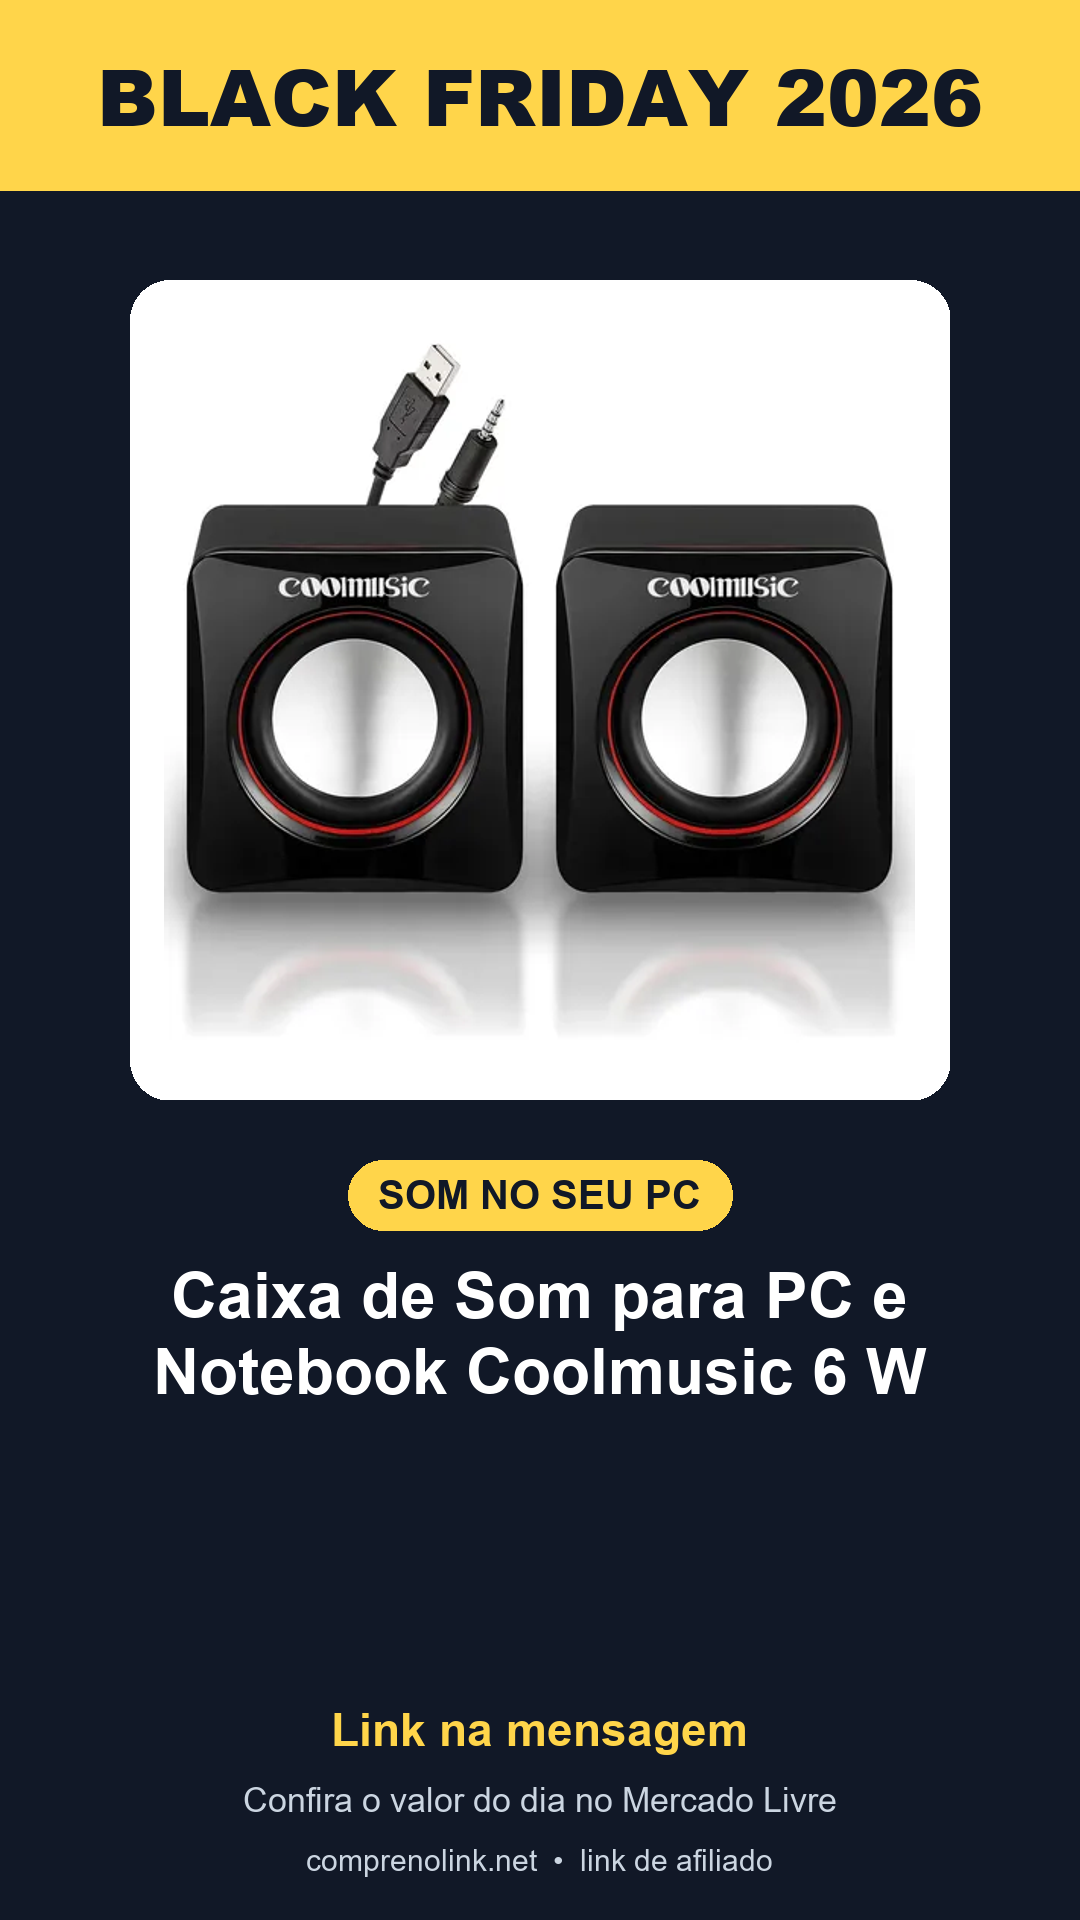 BLACK FRIDAY 2026
coolmusic coolmusic
SOM NO SEU PC
Caixa de Som para PC e
Notebook Coolmusic 6 W
Link na mensagem
Confira o valor do dia no Mercado Livre
comprenolink.net • link de afiliado